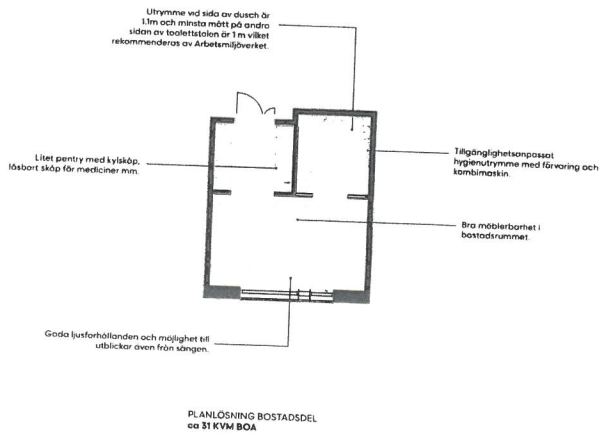 Utrymme vid sida av dusch är
1.1m och minsta mått på andra
sidan av toalettstolen är 1 m vilket
rekommenderas av Arbetsmiljöverket.
Litet pentry med kylskåp,
låsbart skåp för mediciner mm.
Tillgänglighetsanpassat
hygienutrymme med förvaring och
kombimaskin.
Bra möblerbarhet i
bostadsrummet.
Goda ljusförhållanden och möjlighet till
utblickar även från sängen.
PLANLÖSNING BOSTADSDEL
ca 31 KVM BOA